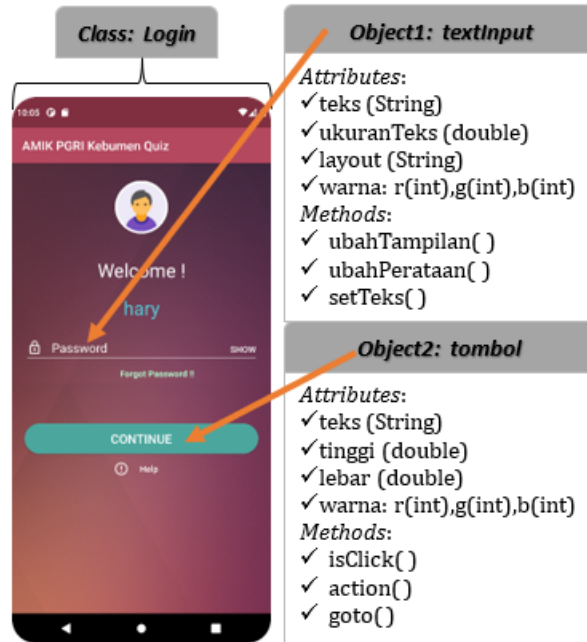 Class: Login
10:05
AMIK PGRI Kebumen Quiz
Welcome !
hary
Password
SHOW
Forgot Password !!
CONTINUE
Help
Object1: textInput
Attributes:
✓teks (String)
✓ukuranTeks (double)
✓layout (String)
✓warna: r(int),g(int),b(int)
Methods:
✓ ubahTampilan( )
✓ ubahPerataan( )
✓ setTeks( )
Object2: tombol
Attributes:
✓teks (String)
✓tinggi (double)
✓lebar (double)
✓warna: r(int),g(int),b(int)
Methods:
✓ isClick( )
✓ action()
✓ goto()